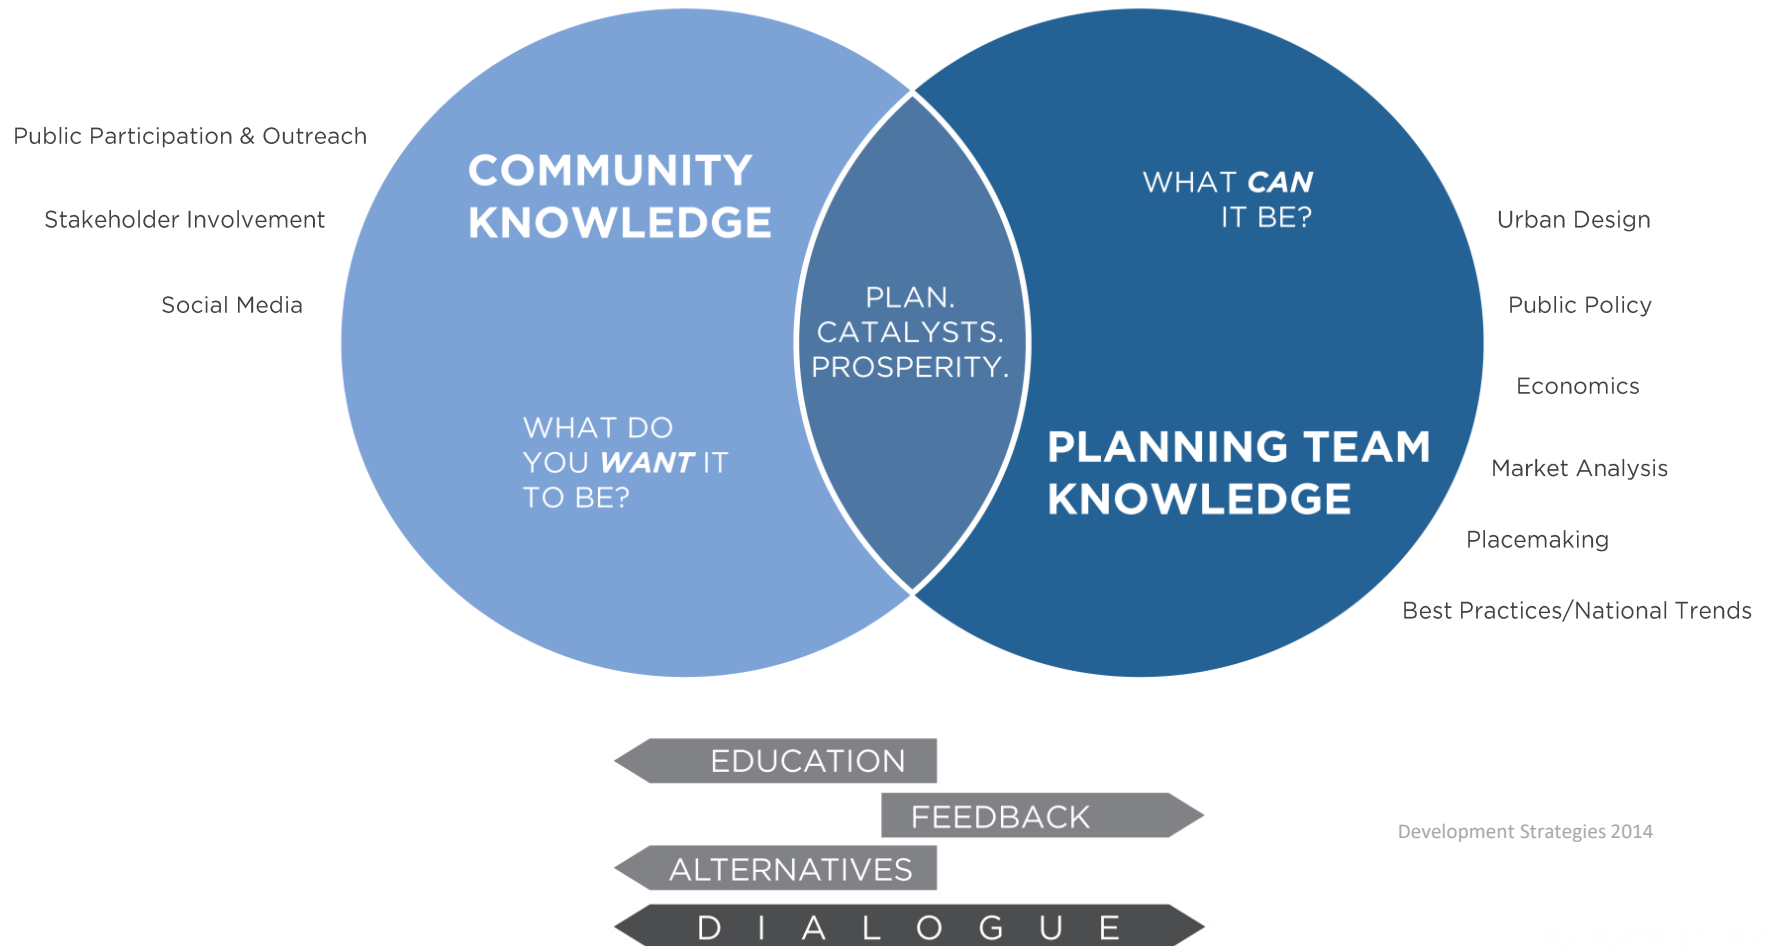 Public Participation & Outreach
Stakeholder Involvement
Social Media
COMMUNITY
KNOWLEDGE
WHAT DO
YOU WANT IT
TO BE?
PLAN.
CATALYSTS.
PROSPERITY.
WHAT CAN
IT BE?
PLANNING TEAM
KNOWLEDGE
Urban Design
Public Policy
Economics
Market Analysis
Placemaking
Best Practices/National Trends
EDUCATION
FEEDBACK
ALTERNATIVES
DIALOGUE
Development Strategies 2014